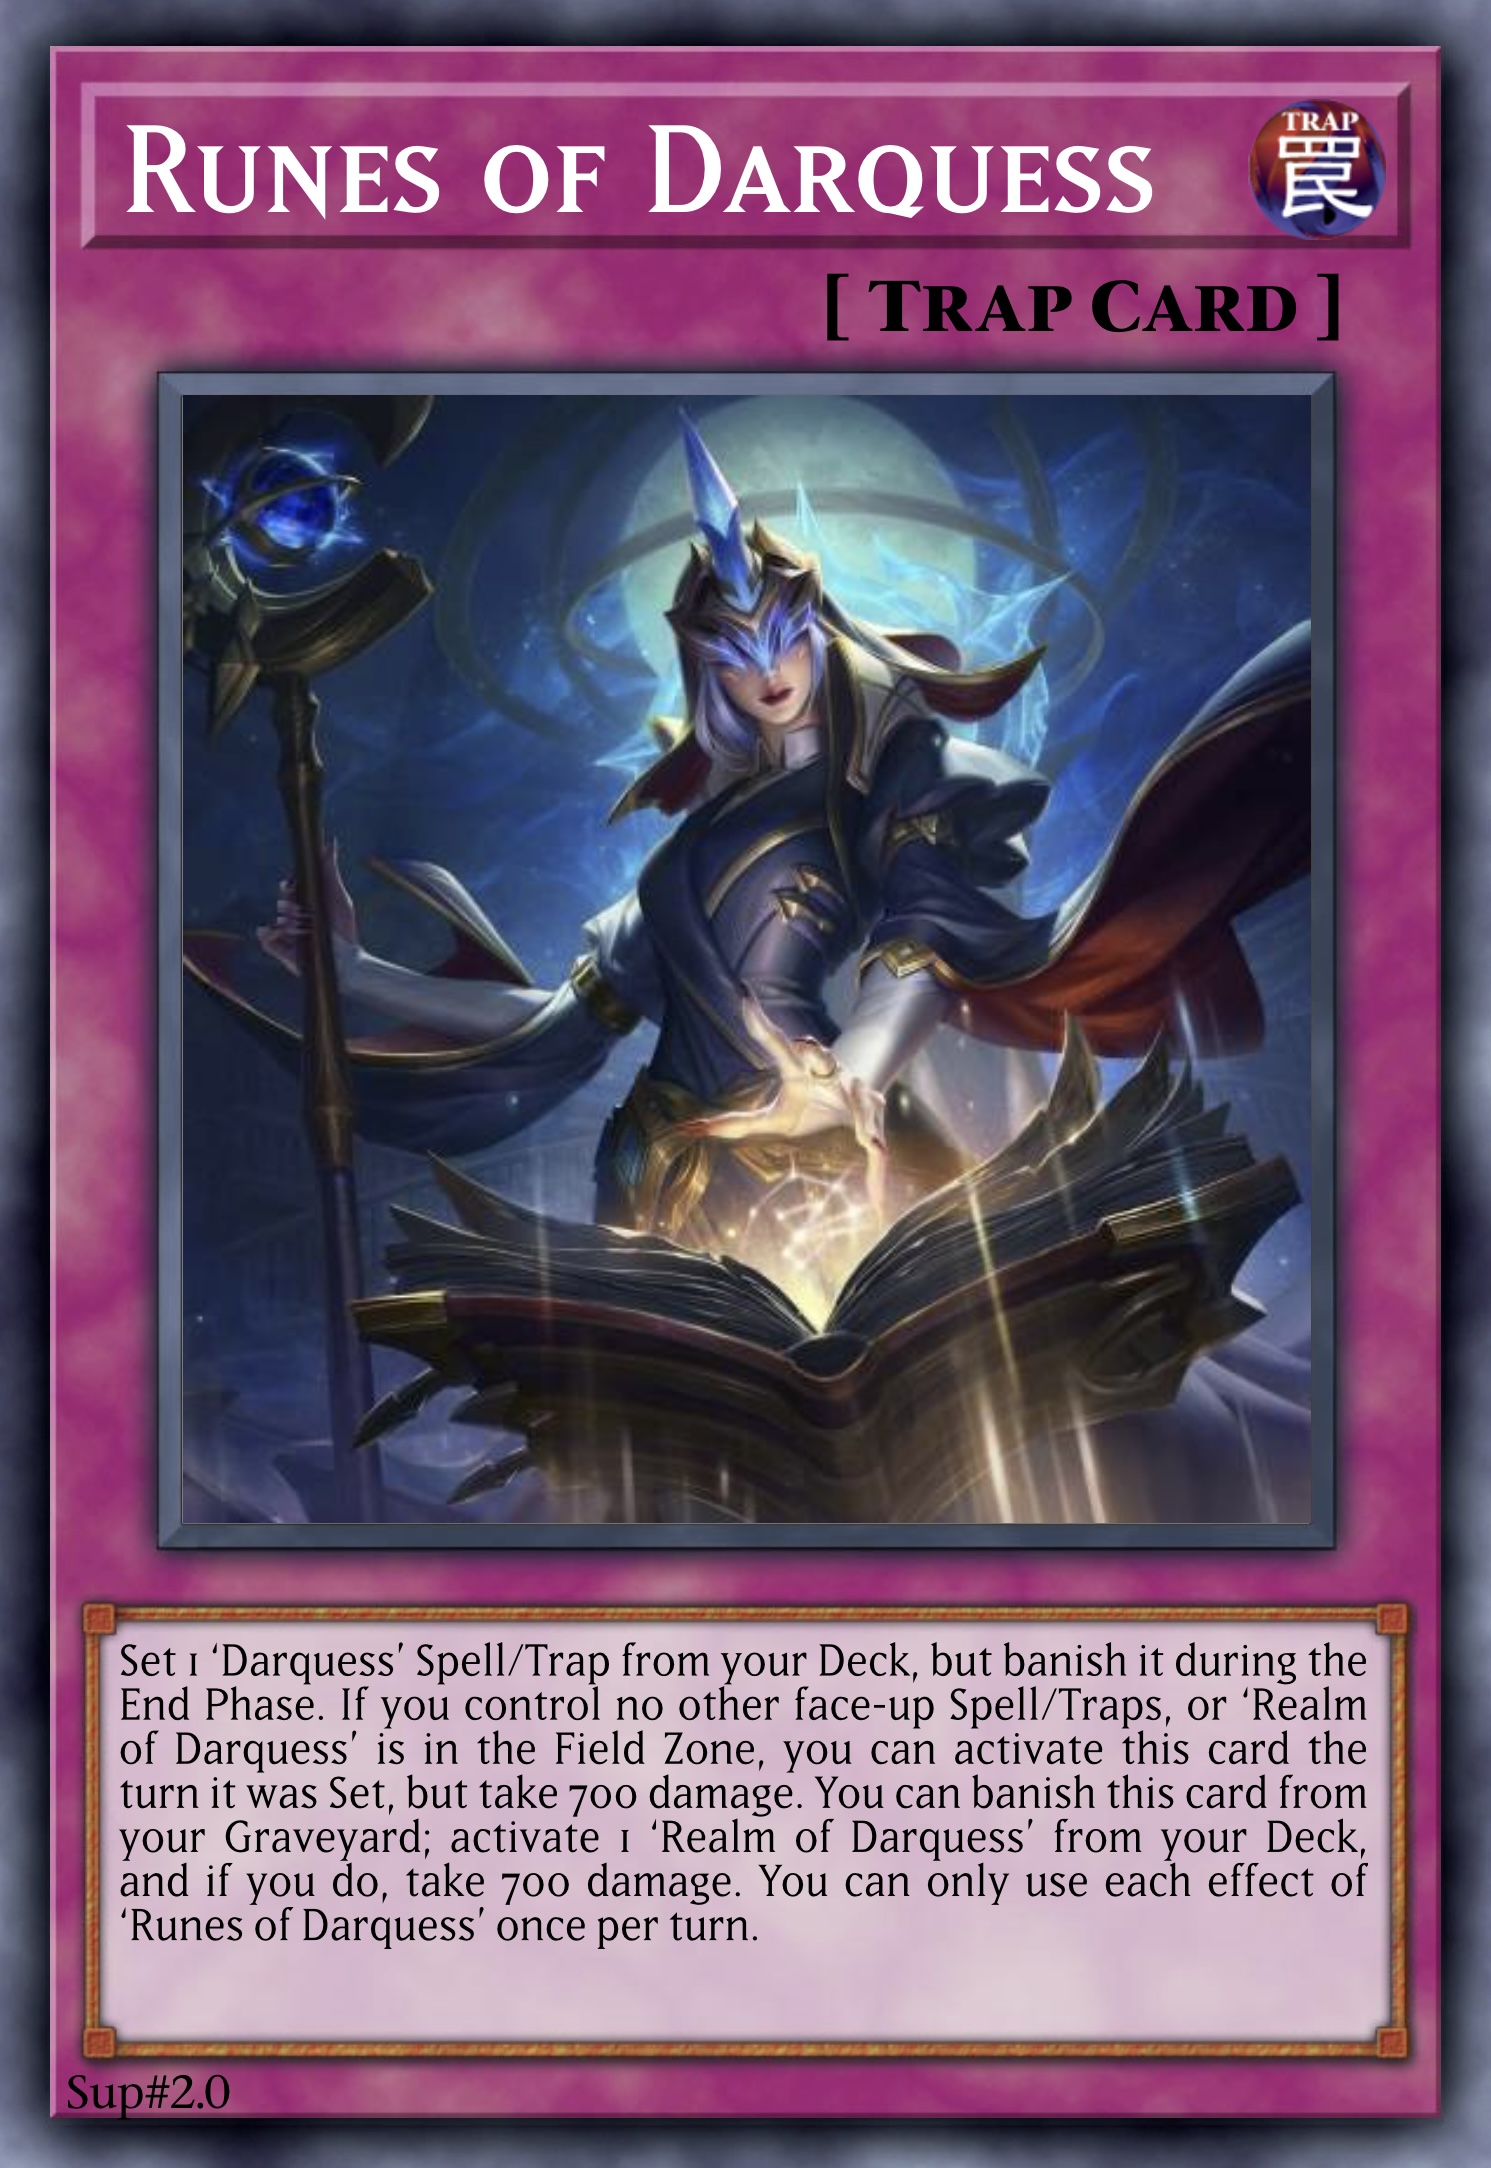 Runes of Darquess
TRAP
罠
[ Trap Card ]
Set 1 ‘Darquess’ Spell/Trap from your Deck, but banish it during the
End Phase. If you control no other face-up Spell/Traps, or ‘Realm
of Darquess’ is in the Field Zone, you can activate this card the
turn it was Set, but take 700 damage. You can banish this card from
your Graveyard; activate 1 ‘Realm of Darquess’ from your Deck,
and if you do, take 700 damage. You can only use each effect of
‘Runes of Darquess’ once per turn.
Sup#2.0